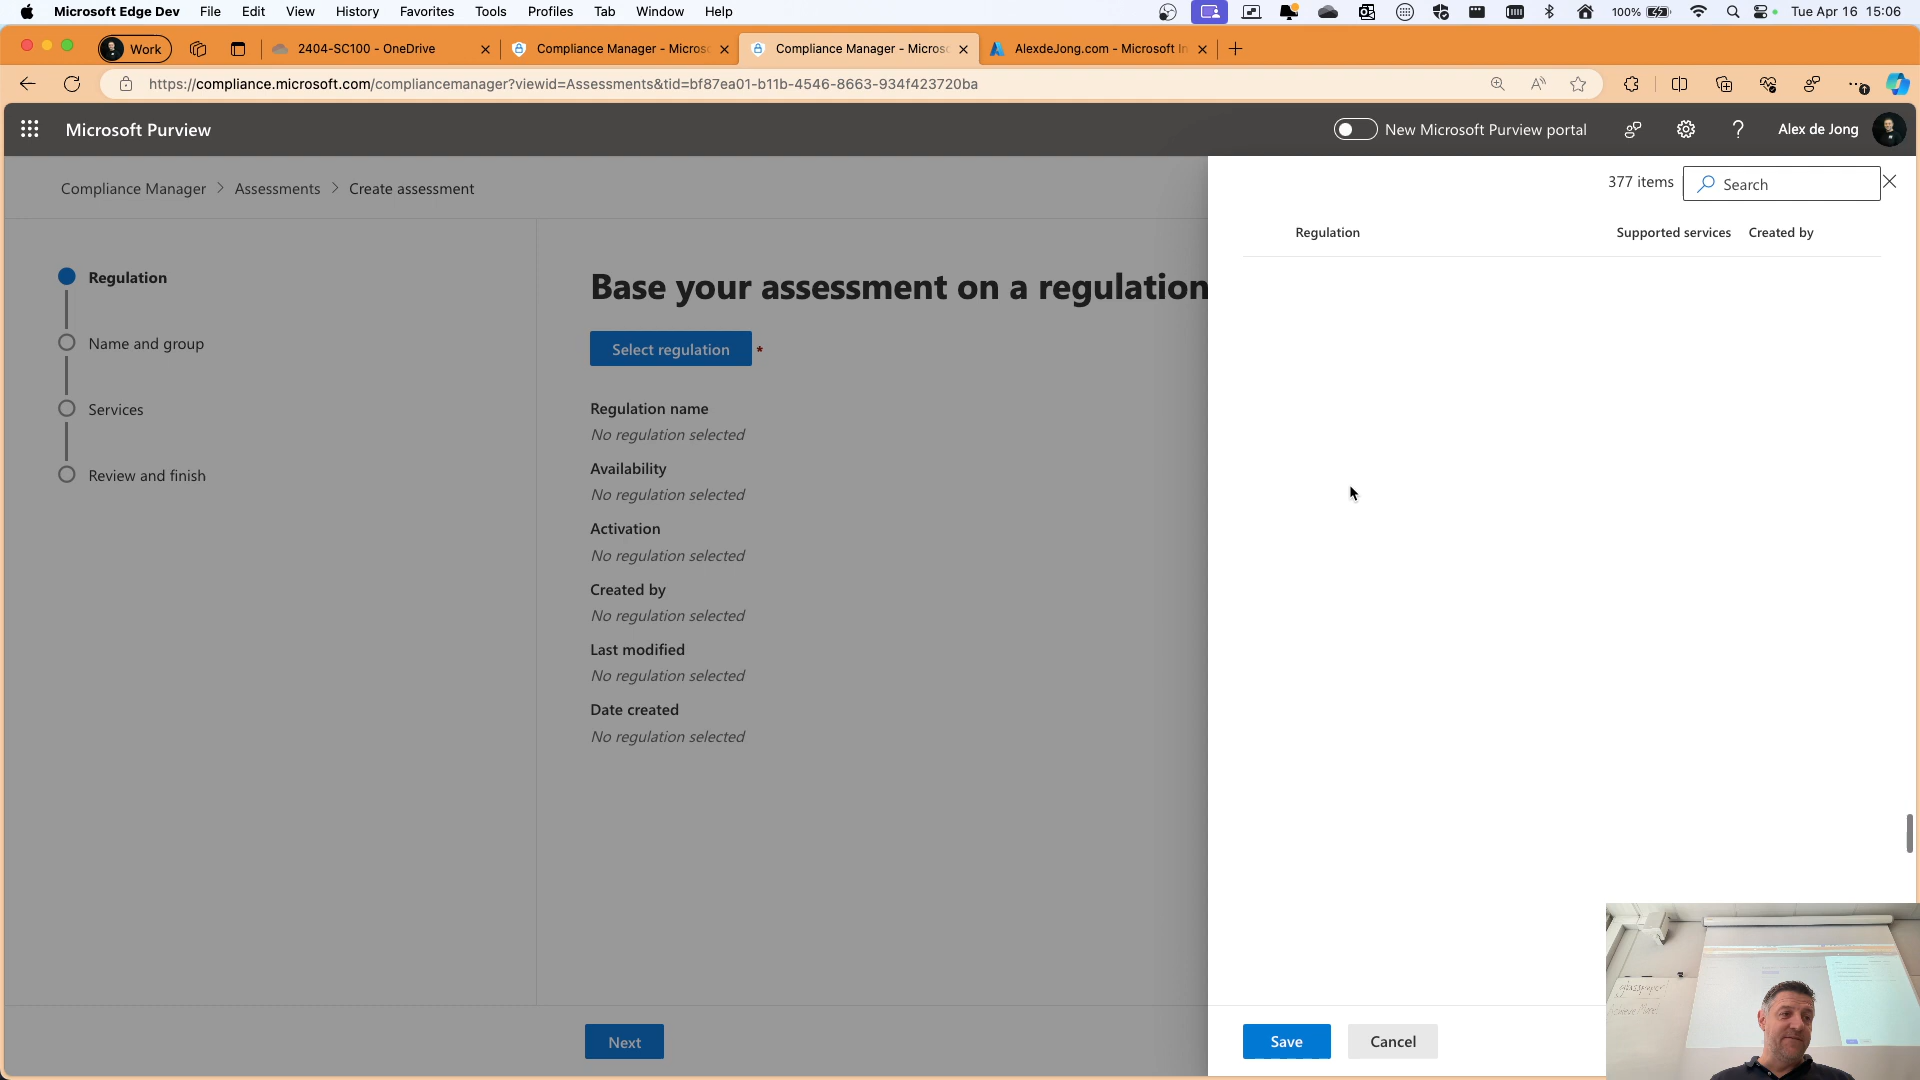 Microsoft Edge Dev File Edit View History Favorites Tools Profiles Tab Window Help 100% Tue Apr 16 15:06
Work 2404-SC100 - OneDrive Compliance Manager - Microso Compliance Manager - Microso AlexdeJong.com - Microsoft In
https://compliance.microsoft.com/compliancemanager?viewid=Assessments&tid=bf87ea01-b11b-4546-8663-934f423720ba
Microsoft Purview New Microsoft Purview portal Alex de Jong
Compliance Manager > Assessments > Create assessment
377 items Search
Regulation Supported services Created by
Regulation
Name and group
Services
Review and finish
Base your assessment on a regulation
Select regulation *
Regulation name
No regulation selected
Availability
No regulation selected
Activation
No regulation selected
Created by
No regulation selected
Last modified
No regulation selected
Date created
No regulation selected
Next
Save Cancel